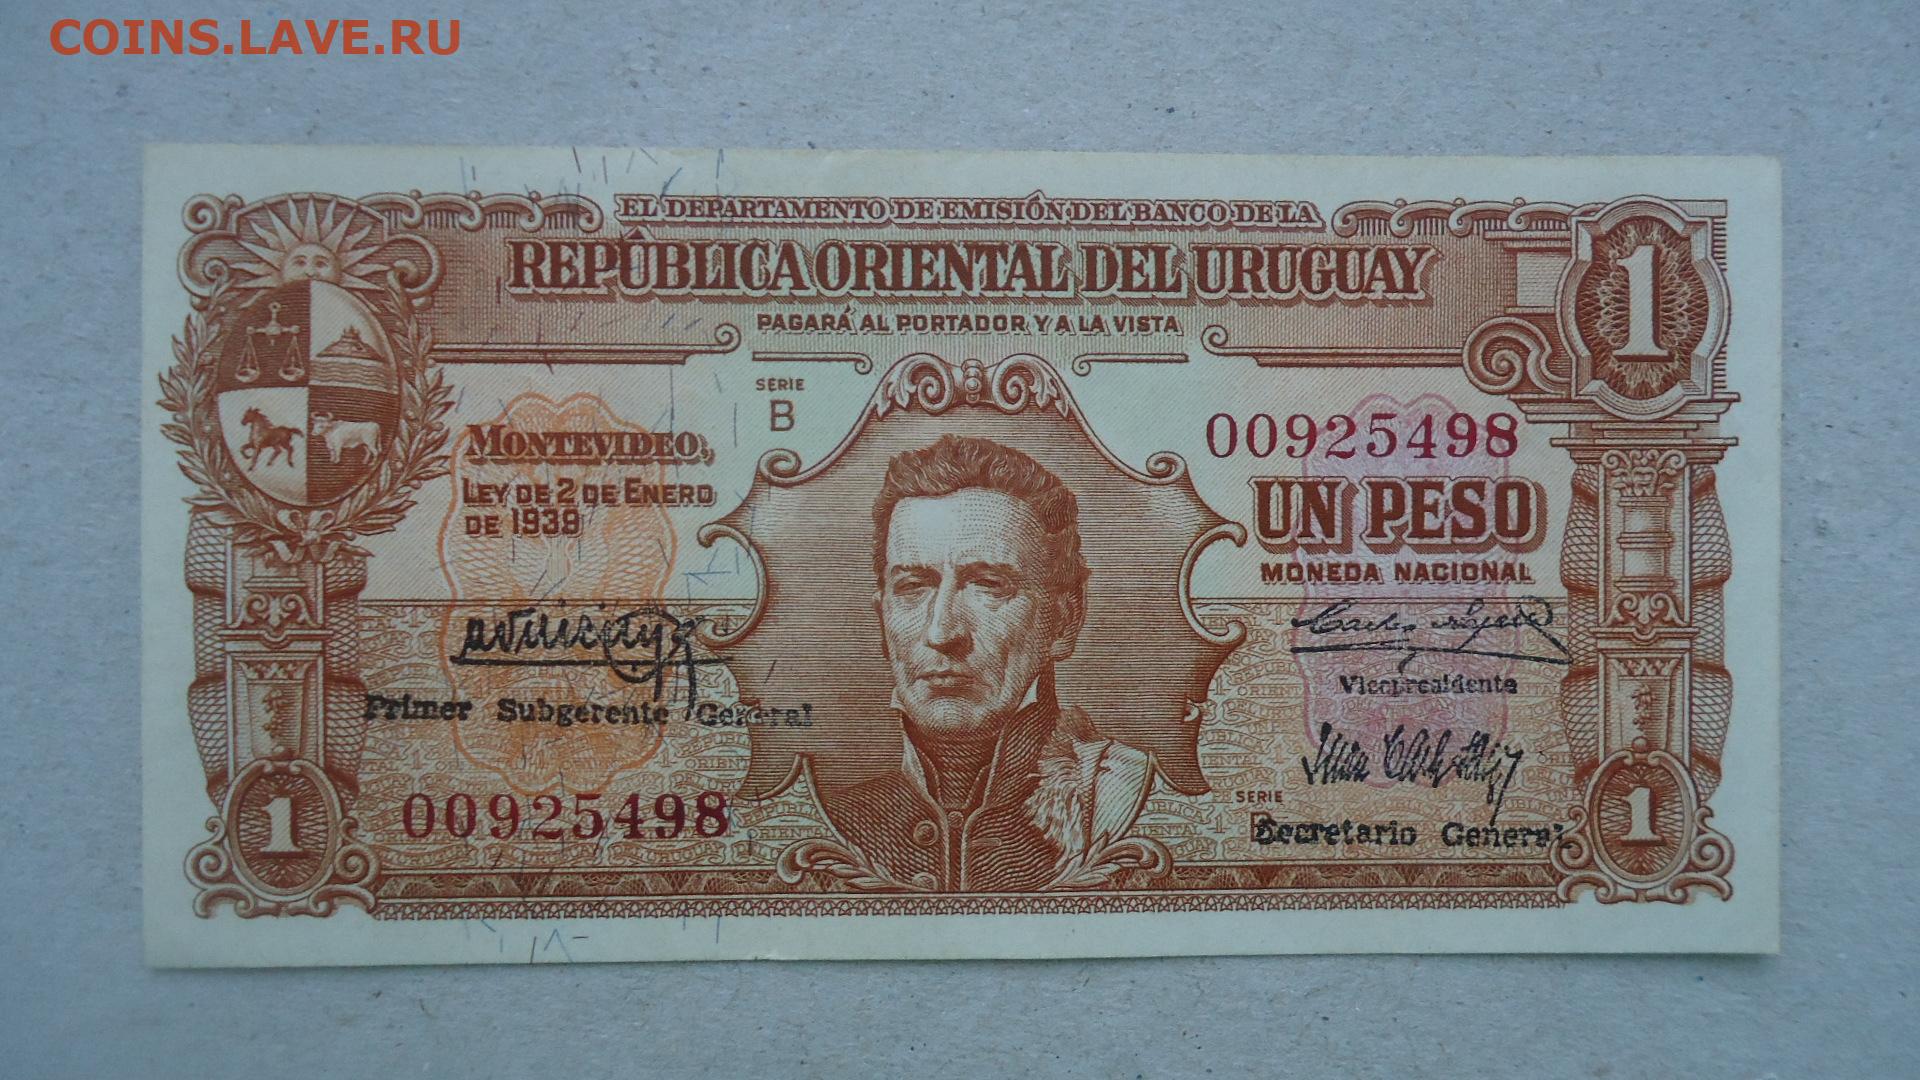 COINS.LAVE.RU
EL DEPARTAMENTO DE EMISIÓN DEL BANCO DE LA
REPÚBLICA ORIENTAL DEL URUGUAY
PAGARÁ AL PORTADOR Y A LA VISTA
1
SERIE
B
00925498
MONTEVIDEO,
LEY DE 2 DE ENERO
DE 1939
UN PESO
MONEDA NACIONAL
Primer Subgerente General
Vicepresidente
00925498
SERIE
Secretario General
1
1